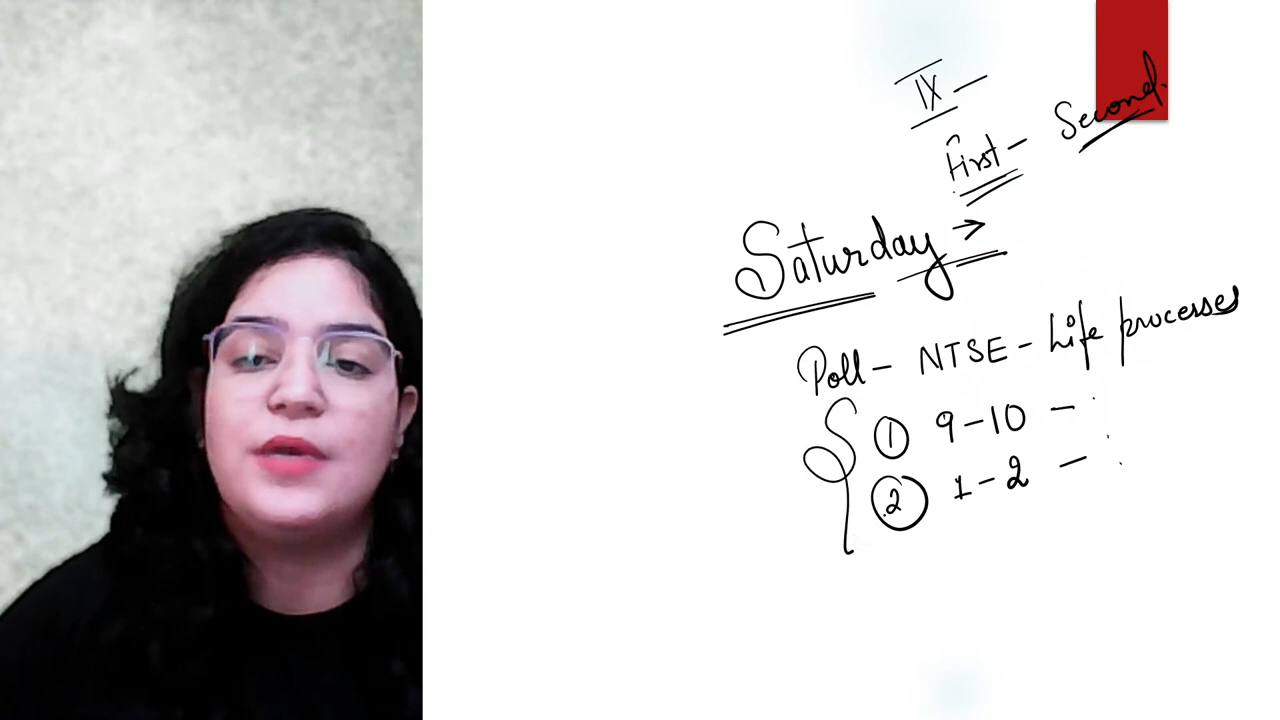 IX -
First - Second.
Saturday →
Poll - NTSE - Life processes
① 9-10 -
② 1-2 -